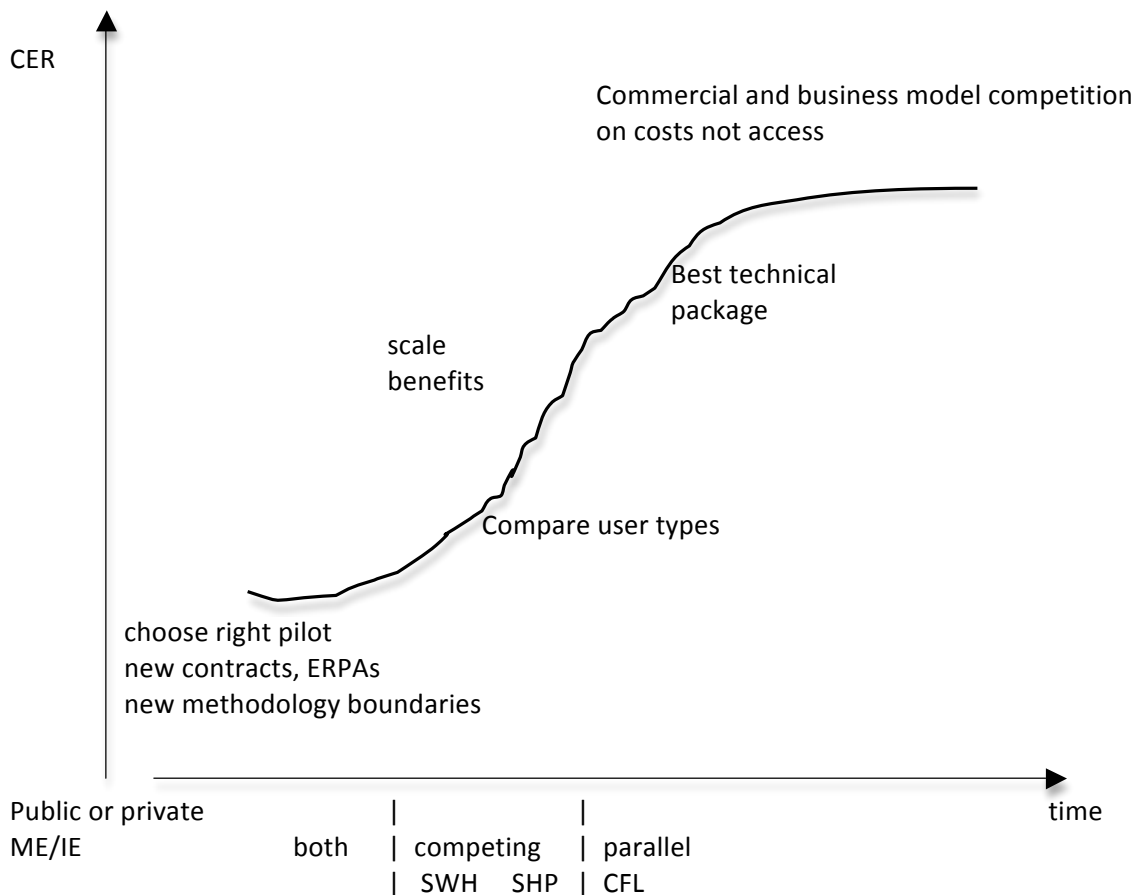 CER
Commercial and business model competition
on costs not access
Best technical
package
scale
benefits
Compare user types
choose right pilot
new contracts, ERPAs
new methodology boundaries
Public or private | | time
ME/IE both | competing | parallel
| SWH SHP | CFL